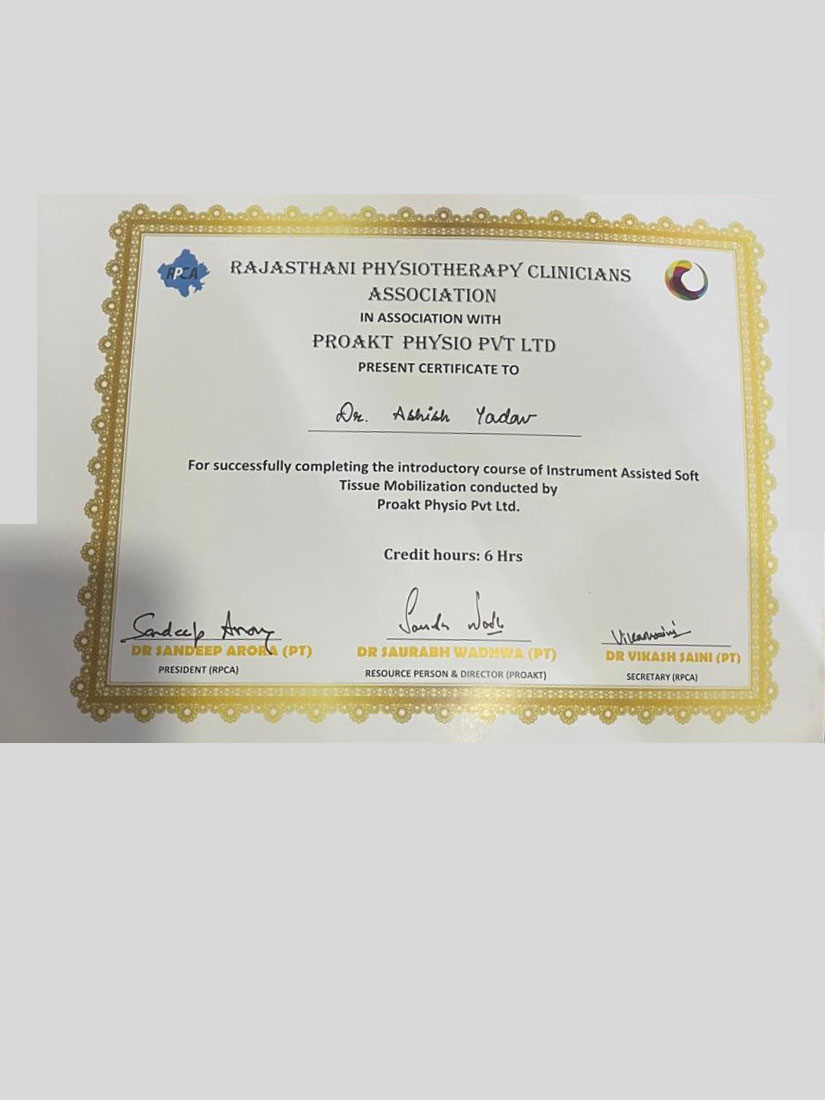 RPCA
RAJASTHANI PHYSIOTHERAPY CLINICIANS
ASSOCIATION
IN ASSOCIATION WITH
PROAKT PHYSIO PVT LTD
PRESENT CERTIFICATE TO
Dr. Ashish Yadav
For successfully completing the introductory course of Instrument Assisted Soft
Tissue Mobilization conducted by
Proakt Physio Pvt Ltd.
Credit hours: 6 Hrs
Sandeep Arora
DR SANDEEP ARORA (PT)
PRESIDENT (RPCA)
DR SAURABH WADHWA (PT)
RESOURCE PERSON & DIRECTOR (PROAKT)
DR VIKASH SAINI (PT)
SECRETARY (RPCA)